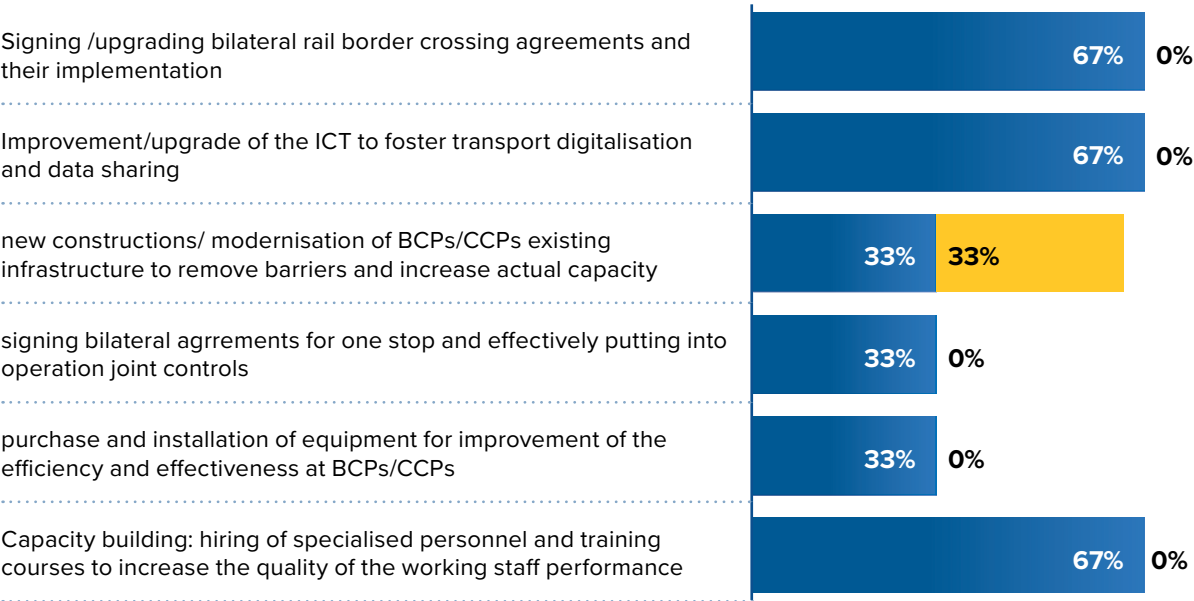 Signing /upgrading bilateral rail border crossing agreements and
their implementation
67% 0%
Improvement/upgrade of the ICT to foster transport digitalisation
and data sharing
67% 0%
new constructions/ modernisation of BCPs/CCPs existing
infrastructure to remove barriers and increase actual capacity
33% 33%
signing bilateral agrrements for one stop and effectively putting into
operation joint controls
33% 0%
purchase and installation of equipment for improvement of the
efficiency and effectiveness at BCPs/CCPs
33% 0%
Capacity building: hiring of specialised personnel and training
courses to increase the quality of the working staff performance
67% 0%